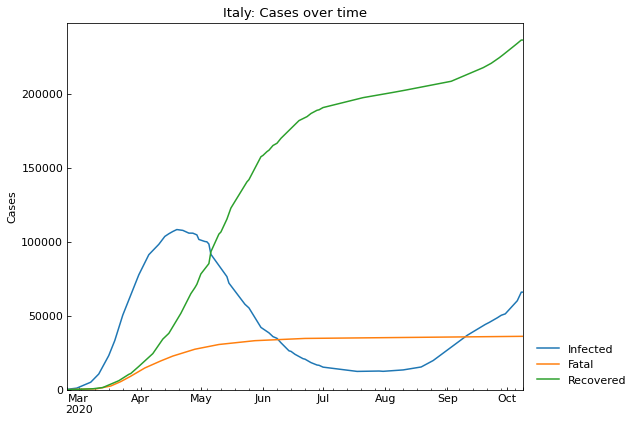 Italy: Cases over time
Cases
200000
150000
100000
50000
0
Mar Apr May Jun Jul Aug Sep Oct
2020
Infected
Fatal
Recovered